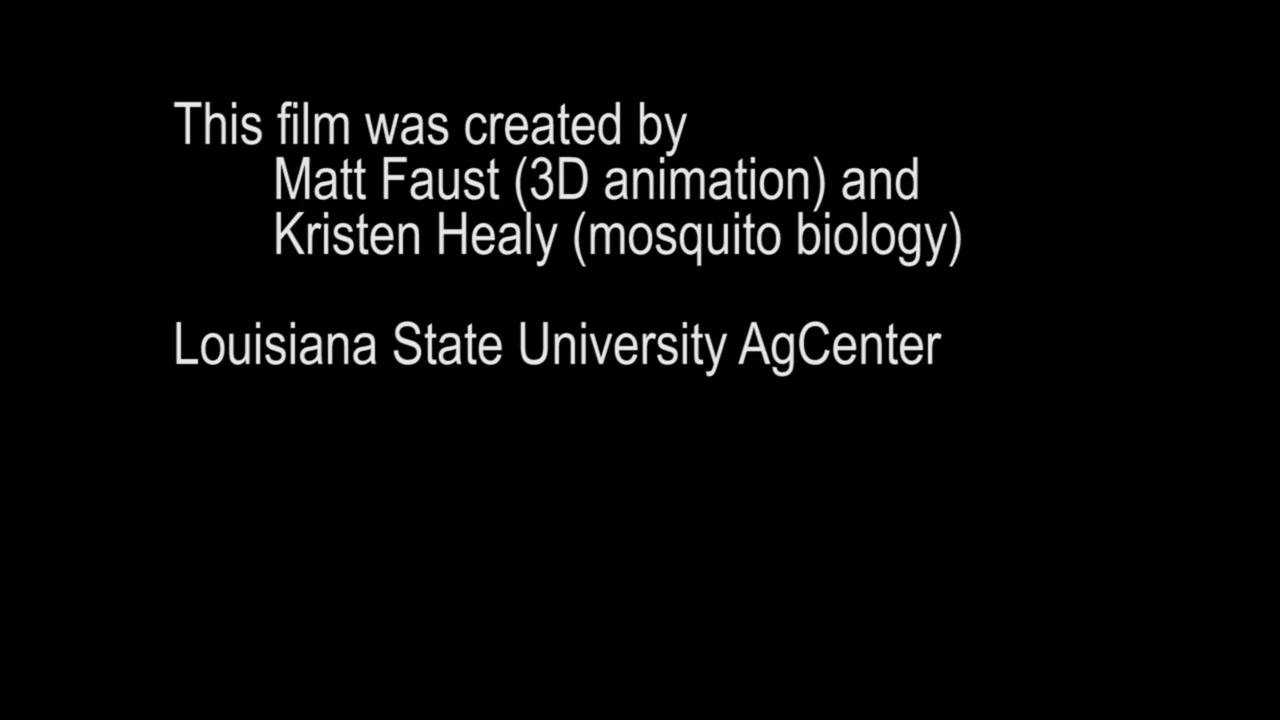 This film was created by
Matt Faust (3D animation) and
Kristen Healy (mosquito biology)
Louisiana State University AgCenter